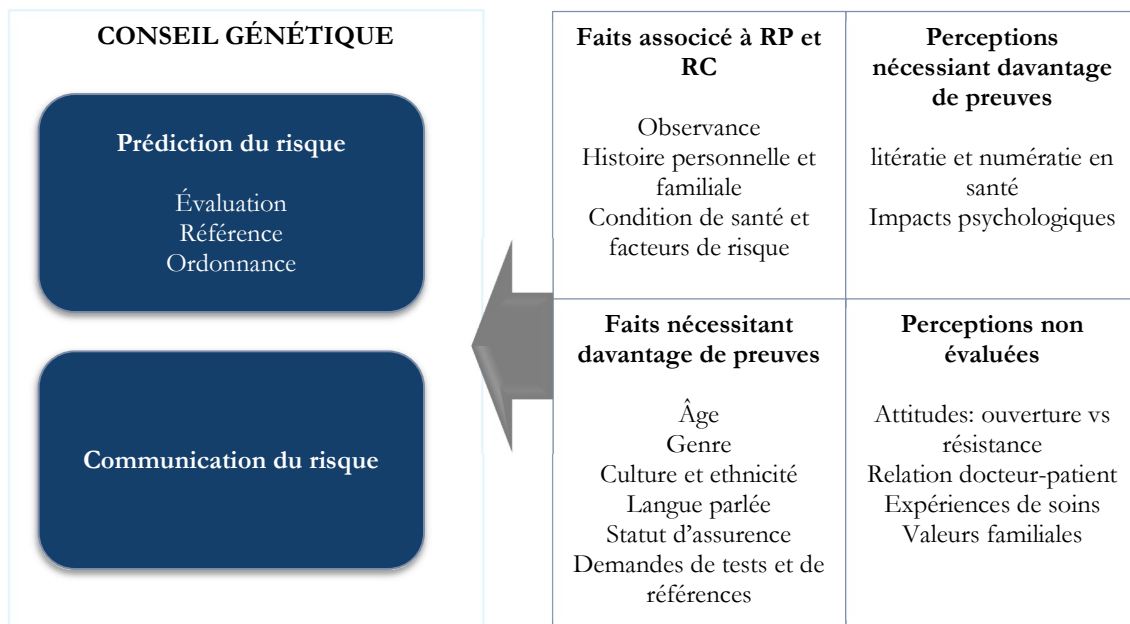 CONSEIL GÉNÉTIQUE
Prédiction du risque
Évaluation
Référence
Ordonnance
Communication du risque
Faits associcé à RP et
RC
Observance
Histoire personnelle et
familiale
Condition de santé et
facteurs de risque
Perceptions
nécessiant davantage
de preuves
litératie et numératie en
santé
Impacts psychologiques
Faits nécessitant
davantage de preuves
Âge
Genre
Culture et ethnicité
Langue parlée
Statut d’assurence
Demandes de tests et de
références
Perceptions non
évaluées
Attitudes: ouverture vs
résistance
Relation docteur-patient
Expériences de soins
Valeurs familiales